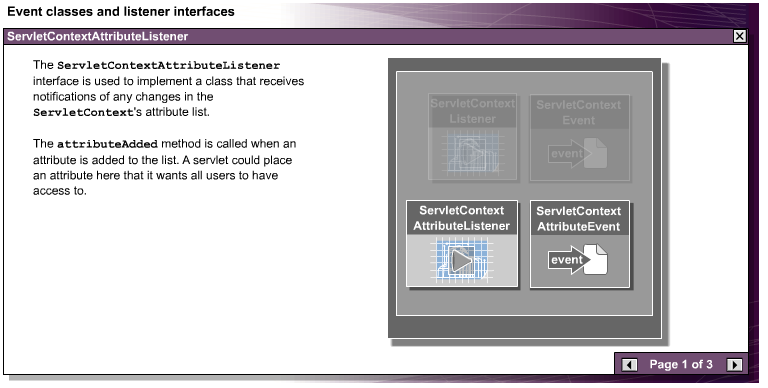 Event classes and listener interfaces
ServletContextAttributeListener
The ServletContextAttributeListener
interface is used to implement a class that receives
notifications of any changes in the
ServletContext's attribute list.
The attributeAdded method is called when an
attribute is added to the list. A servlet could place
an attribute here that it wants all users to have
access to.
ServletContext
Listener
ServletContext
Event
event
ServletContext
AttributeListener
ServletContext
AttributeEvent
event
Page 1 of 3